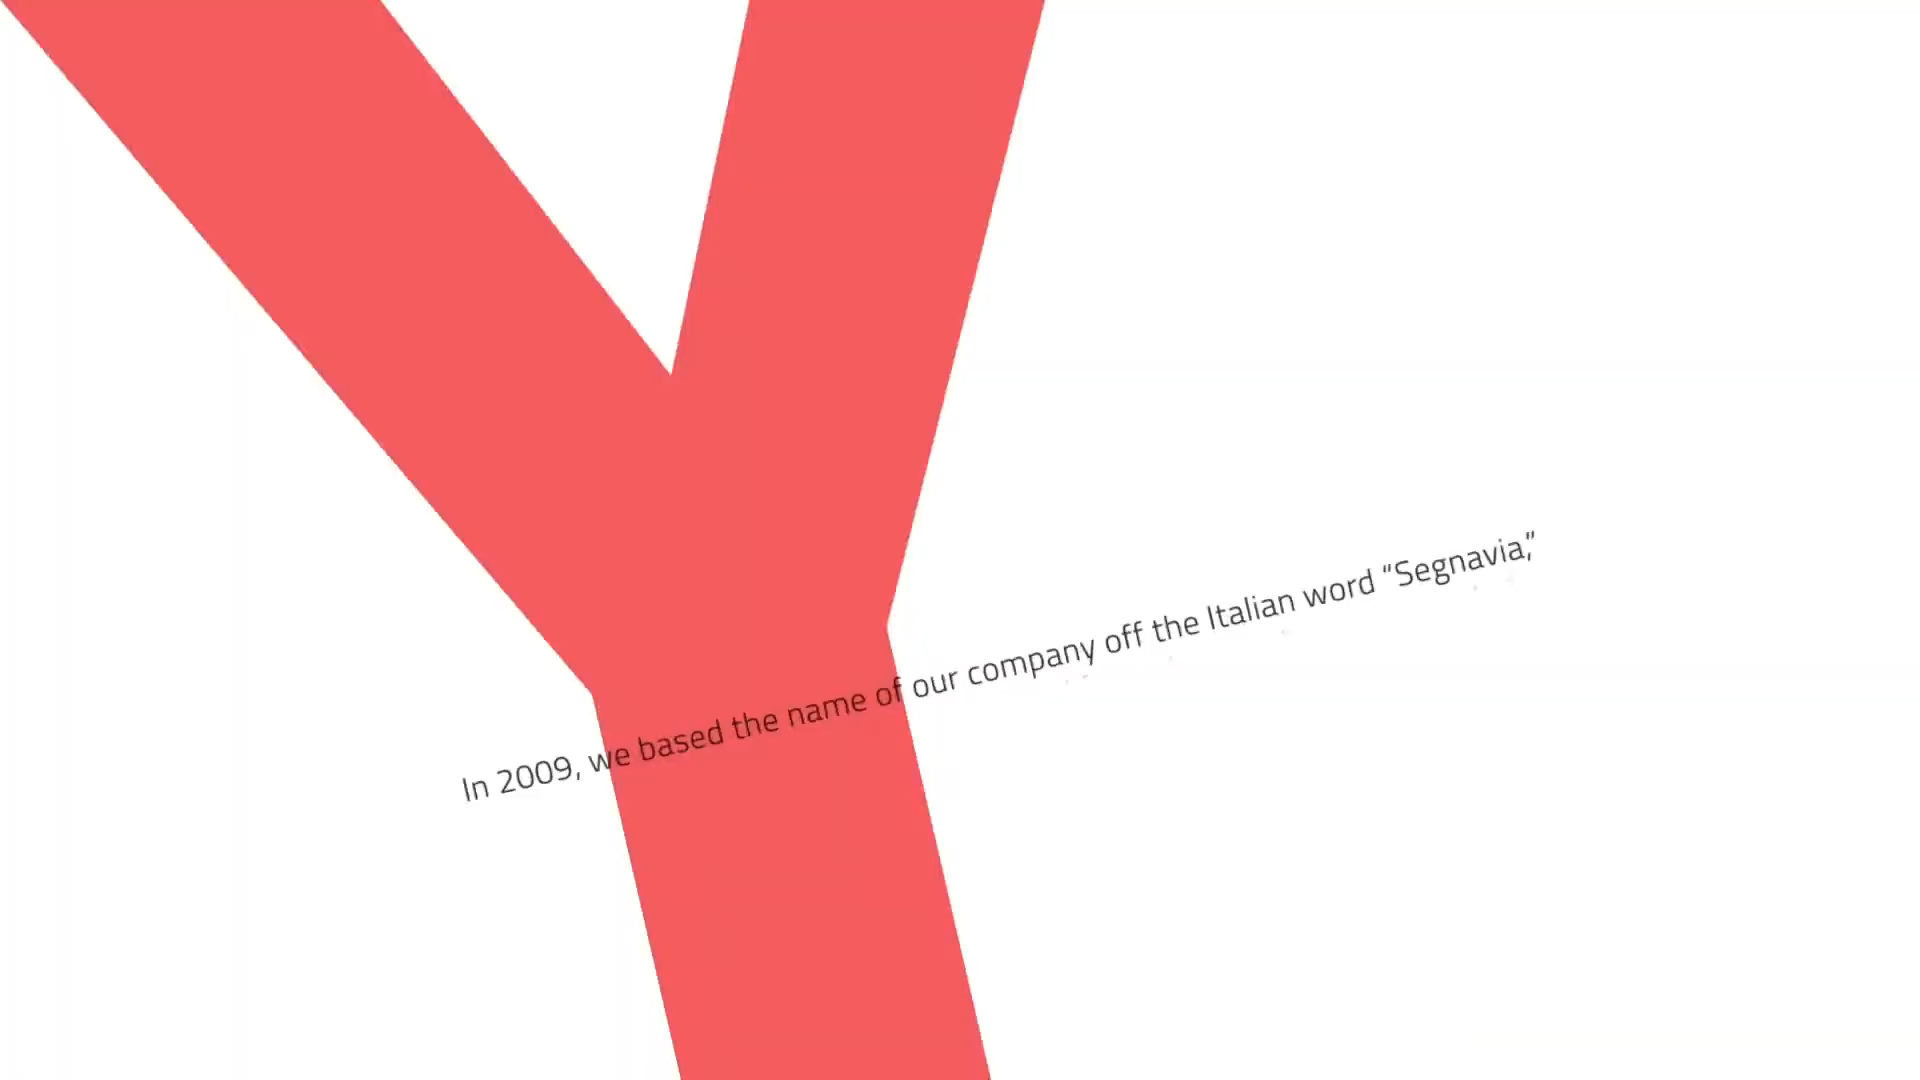 Y
In 2009, we based the name of our company off the Italian word “Segnavia,”